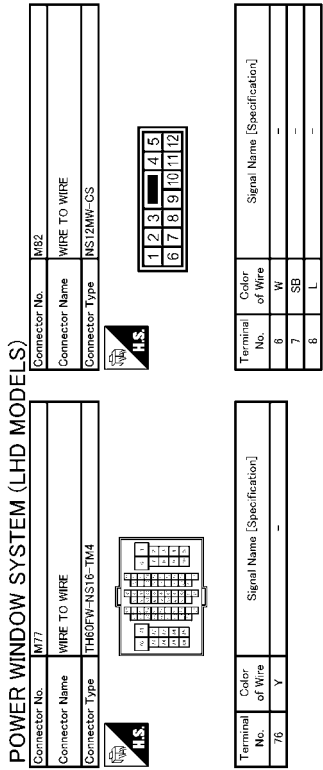 POWER WINDOW SYSTEM (LHD MODELS)
Connector No. M77
Connector Name WIRE TO WIRE
Connector Type TH60FW-NS16-TM4
H.S.
Terminal No. Color of Wire Signal Name [Specification]
76 Y -
Connector No. M82
Connector Name WIRE TO WIRE
Connector Type NS12MW-CS
H.S.
1 2 3 4 5
6 7 8 9 10 11 12
Terminal No. Color of Wire Signal Name [Specification]
6 W -
7 SB -
8 L -